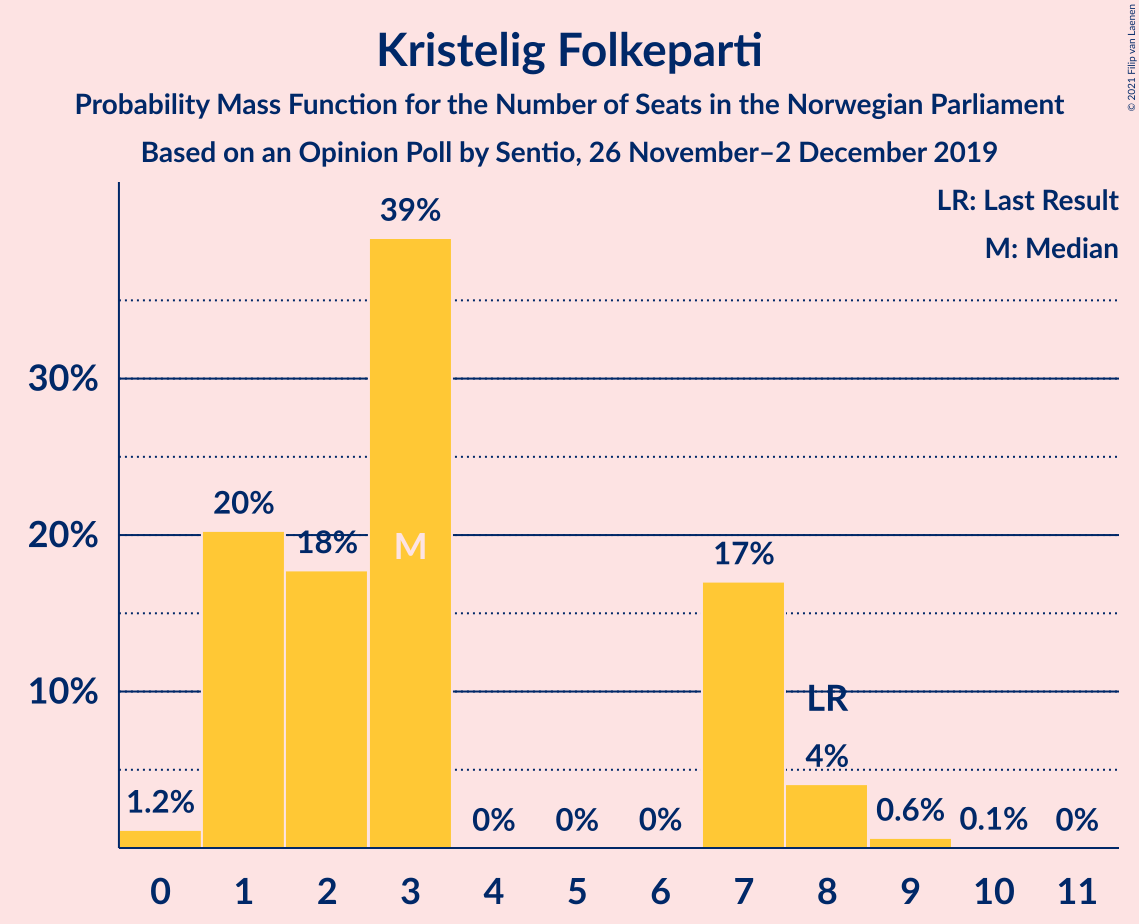 Kristelig Folkeparti
Probability Mass Function for the Number of Seats in the Norwegian Parliament
Based on an Opinion Poll by Sentio, 26 November–2 December 2019
© 2021 Filip van Laenen
LR: Last Result
M: Median
39%
30%
20%
20%
18%
M
17%
10%
LR
4%
1.2%
0%
0%
0%
0.6%
0.1%
0%
0 1 2 3 4 5 6 7 8 9 10 11